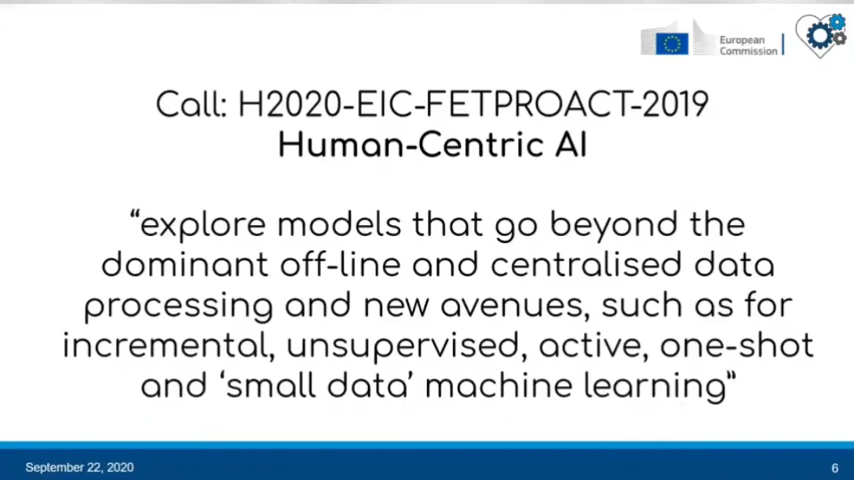 European
Commission
Call: H2020-EIC-FETPROACT-2019
Human-Centric AI
“explore models that go beyond the
dominant off-line and centralised data
processing and new avenues, such as for
incremental, unsupervised, active, one-shot
and ‘small data’ machine learning”
September 22, 2020
6